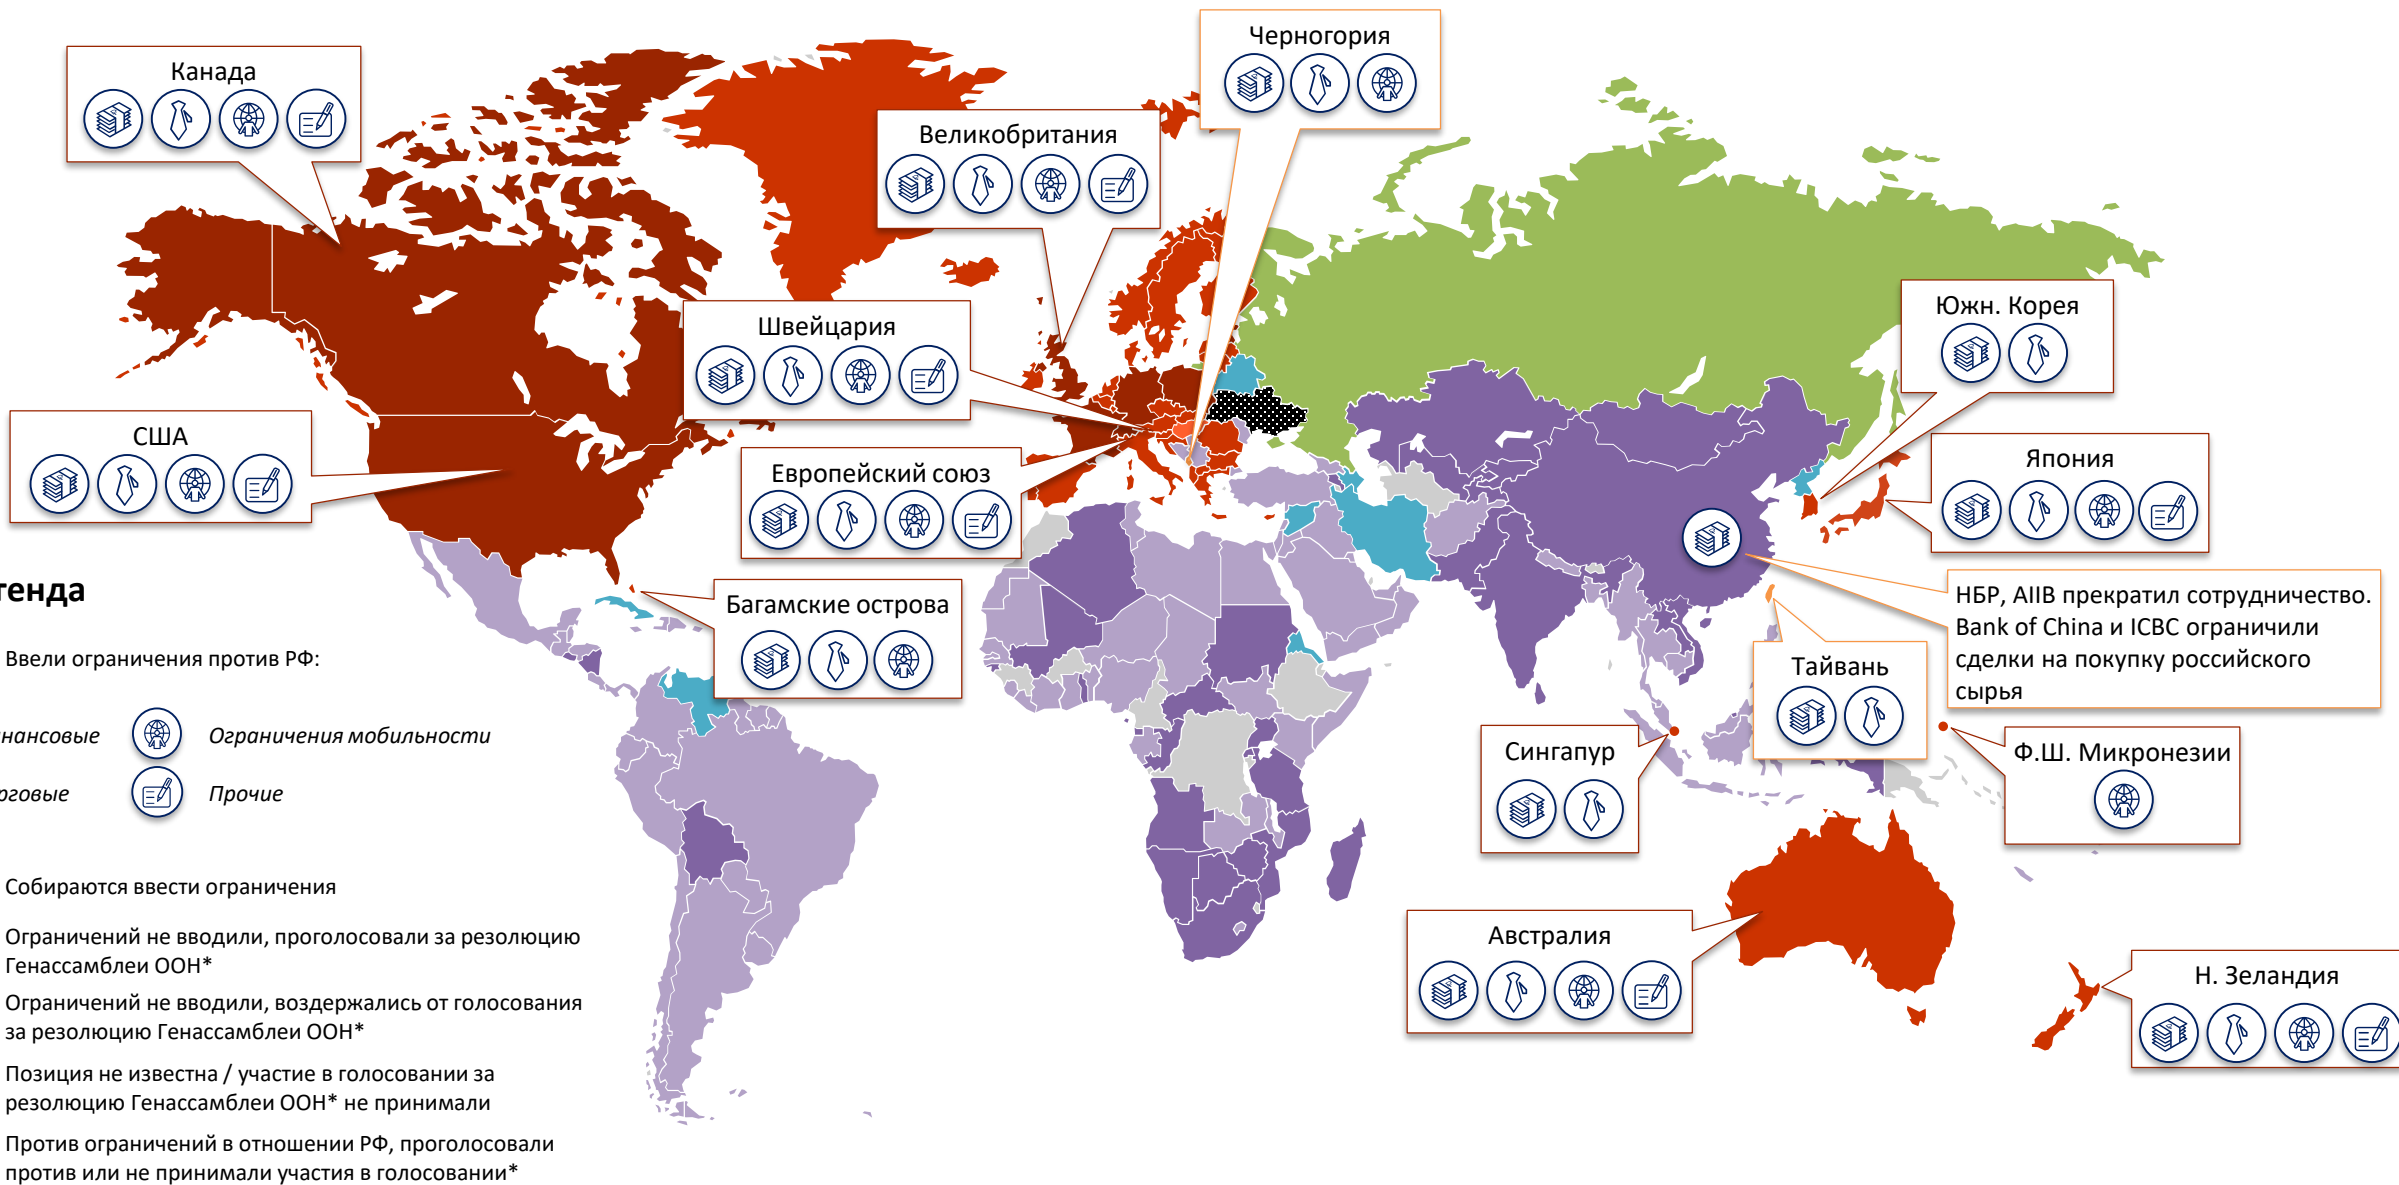 Черногория
Канада
Великобритания
Южн. Корея
Швейцария
США
Япония
Европейский союз
НБР, AIIB прекратил сотрудничество.
Bank of China и ICBC ограничили
сделки на покупку российского
сырья
Багамские острова
Тайвань
Сингапур
Ф.Ш. Микронезии
Австралия
Н. Зеландия
генда
Ввели ограничения против РФ:
нансовые
Ограничения мобильности
рговые
Прочие
Собираются ввести ограничения
Ограничений не вводили, проголосовали за резолюцию
Генассамблеи ООН*
Ограничений не вводили, воздержались от голосования
за резолюцию Генассамблеи ООН*
Позиция не известна / участие в голосовании за
резолюцию Генассамблеи ООН* не принимали
Против ограничений в отношении РФ, проголосовали
против или не принимали участия в голосовании*